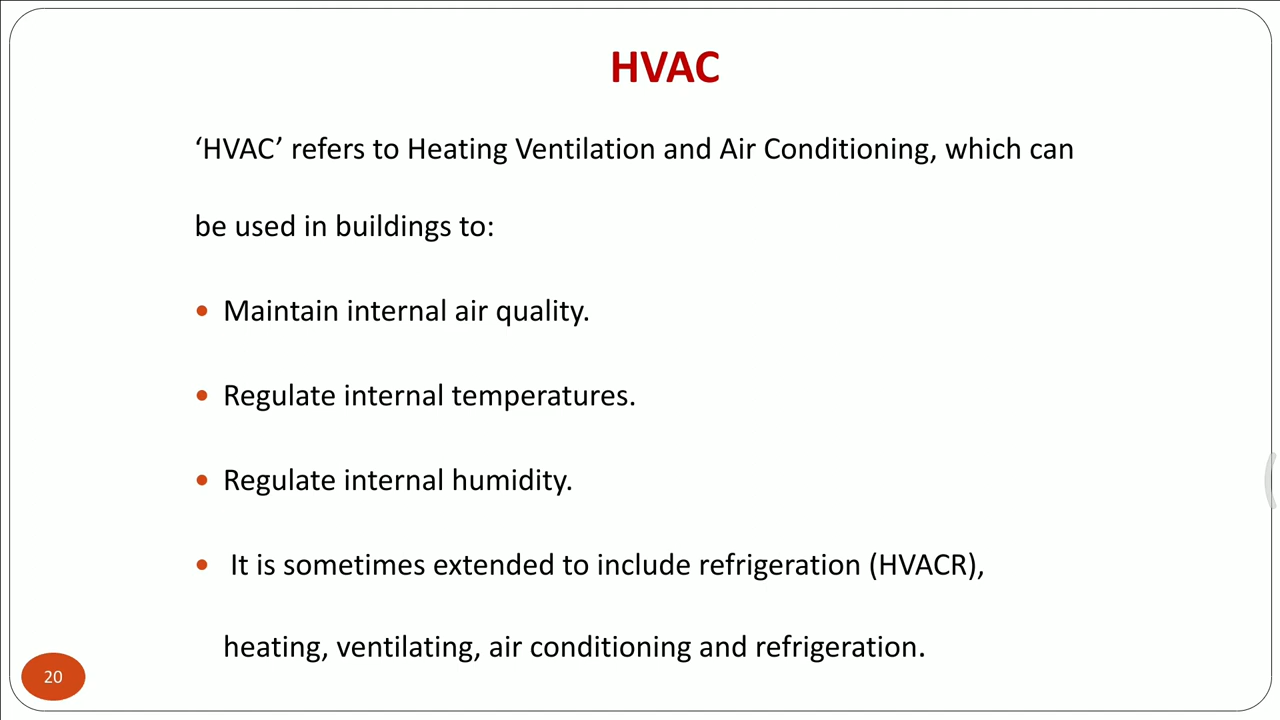 HVAC
‘HVAC’ refers to Heating Ventilation and Air Conditioning, which can
be used in buildings to:
• Maintain internal air quality.
• Regulate internal temperatures.
• Regulate internal humidity.
• It is sometimes extended to include refrigeration (HVACR),
heating, ventilating, air conditioning and refrigeration.
20